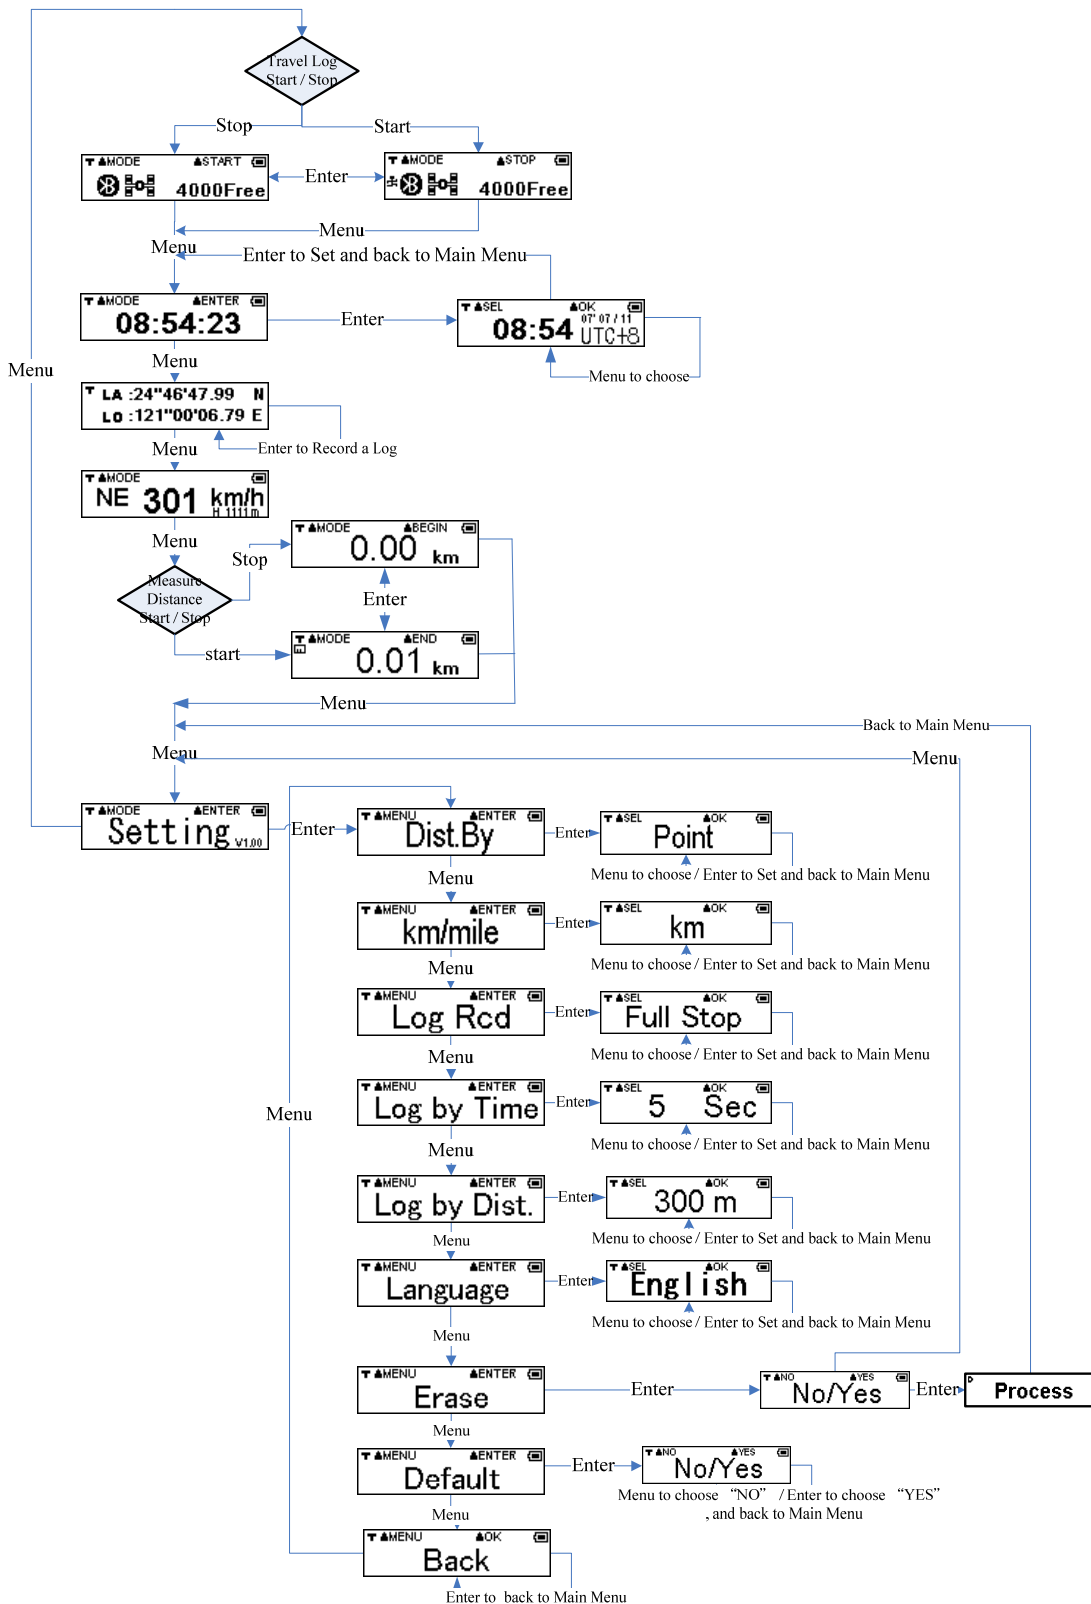 Travel Log
Start / Stop
Stop
Start
MODE START
4000Free
Enter
MODE STOP
4000Free
Menu
Menu
Enter to Set and back to Main Menu
MODE ENTER
08:54:23
Enter
SEL OK
08:54 07' 07 / 11
UTC+8
Menu to choose
Menu
Menu
LA :24"46'47.99 N
LO :121"00'06.79 E
Enter to Record a Log
Menu
MODE
NE 301 km/h
H 1111m
Menu
Measure
Distance
Start / Stop
Stop
MODE BEGIN
0.00 km
Enter
start
MODE END
0.01 km
Menu
Back to Main Menu
Menu
Menu
MODE ENTER
Setting V1.00
Enter
MENU ENTER
Dist.By
Enter
SEL OK
Point
Menu to choose / Enter to Set and back to Main Menu
Menu
MENU ENTER
km/mile
Enter
SEL OK
km
Menu to choose / Enter to Set and back to Main Menu
Menu
MENU ENTER
Log Rcd
Enter
SEL OK
Full Stop
Menu to choose / Enter to Set and back to Main Menu
Menu
MENU ENTER
Log by Time
Enter
SEL OK
5 Sec
Menu
Menu to choose / Enter to Set and back to Main Menu
Menu
MENU ENTER
Log by Dist.
Enter
SEL OK
300 m
Menu to choose / Enter to Set and back to Main Menu
Menu
MENU ENTER
Language
Enter
SEL OK
English
Menu to choose / Enter to Set and back to Main Menu
Menu
MENU ENTER
Erase
Enter
NO YES
No/Yes
Enter
Process
Menu
MENU ENTER
Default
Enter
NO YES
No/Yes
Menu to choose “NO” / Enter to choose “YES”
, and back to Main Menu
Menu
MENU OK
Back
Enter to back to Main Menu